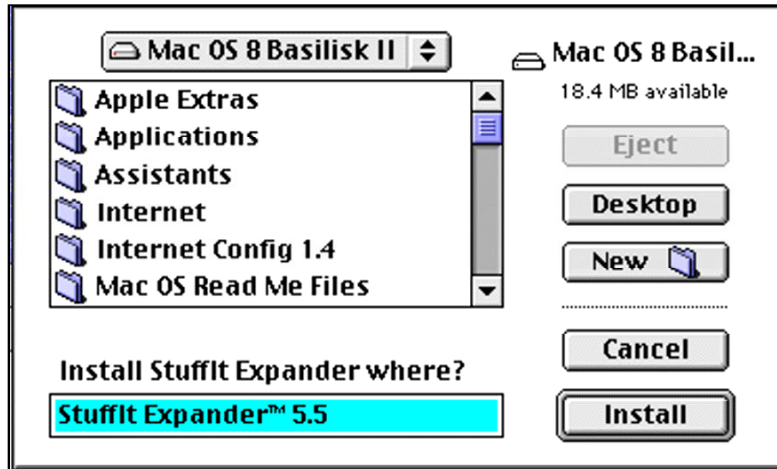 Mac OS 8 Basilisk II
Mac OS 8 Basil...
18.4 MB available
Apple Extras
Applications
Assistants
Internet
Internet Config 1.4
Mac OS Read Me Files
Eject
Desktop
New
Cancel
Install StuffIt Expander where?
StuffIt Expander™ 5.5
Install